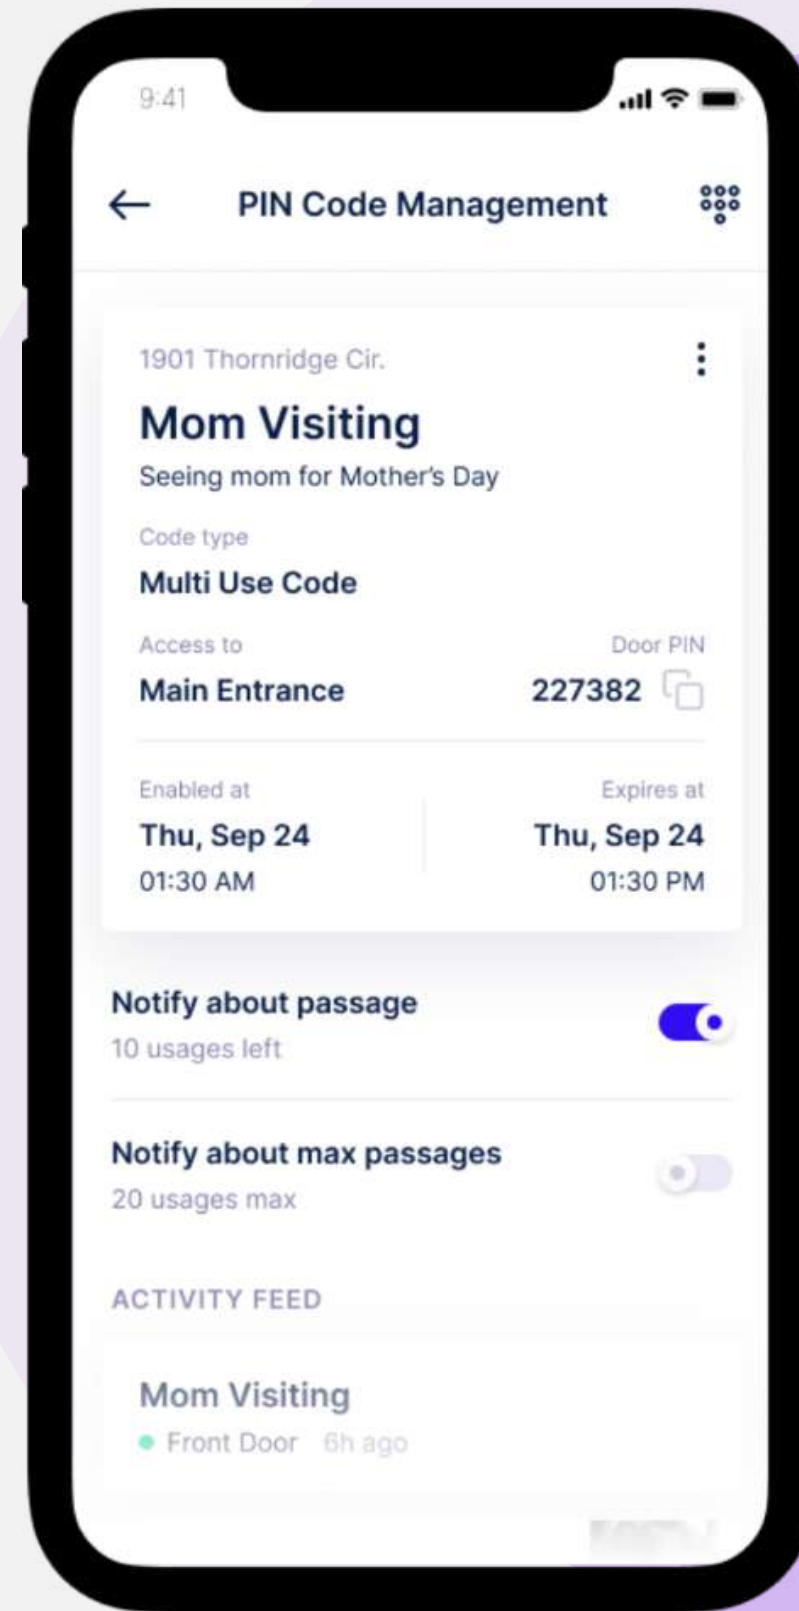 9:41
PIN Code Management
1901 Thornridge Cir.
Mom Visiting
Seeing mom for Mother's Day
Code type
Multi Use Code
Access to Door PIN
Main Entrance 227382
Enabled at Expires at
Thu, Sep 24 Thu, Sep 24
01:30 AM 01:30 PM
Notify about passage
10 usages left
Notify about max passages
20 usages max
ACTIVITY FEED
Mom Visiting
Front Door 6h ago